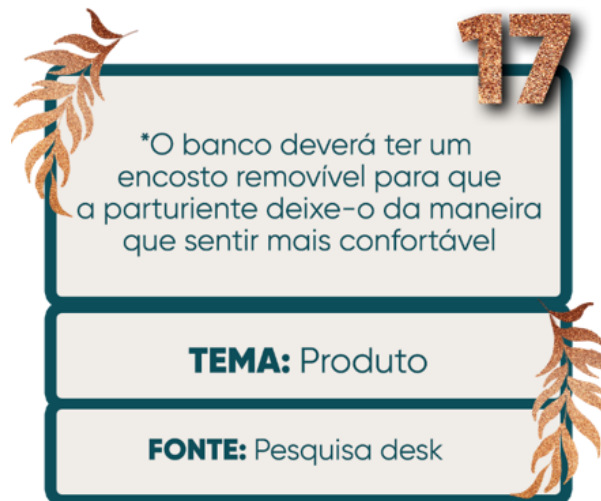 17
*O banco deverá ter um
encosto removível para que
a parturiente deixe-o da maneira
que sentir mais confortável
TEMA: Produto
FONTE: Pesquisa desk